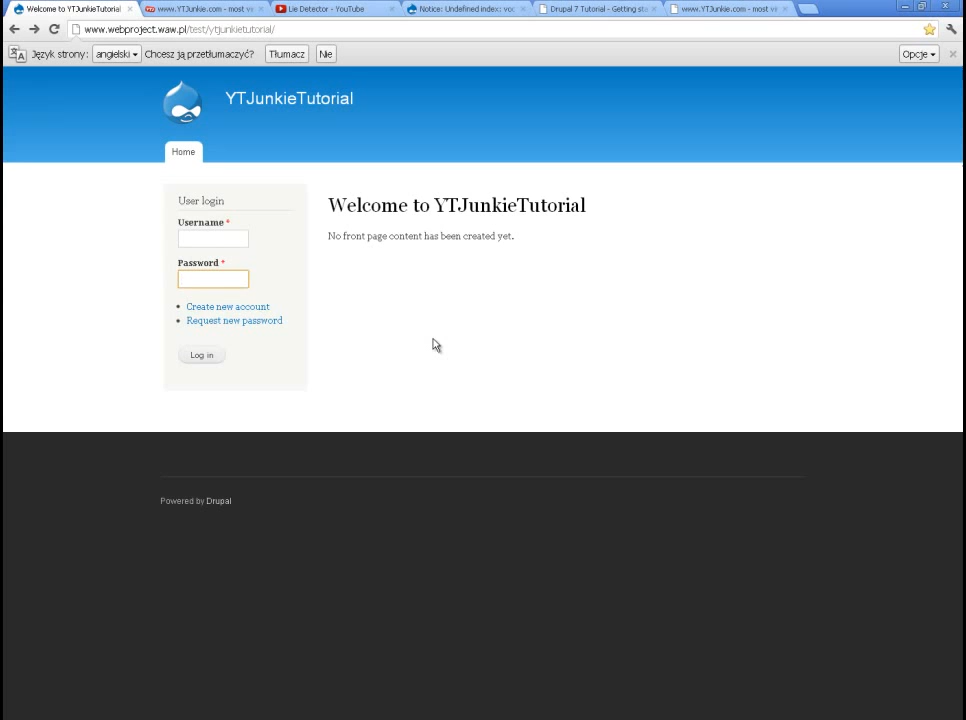 Welcome to YTJunkieTutorial
www.YTJunkie.com - most vi
Lie Detector - YouTube
Notice: Undefined index: voc
Drupal 7 Tutorial - Getting sta
www.YTJunkie.com - most vi
www.webproject.waw.pl/test/ytjunkietutorial/
Język strony: angielski Chcesz ją przetłumaczyć? Tłumacz Nie Opcje
YTJunkieTutorial
Home
User login
Username *
Password *
Create new account
Request new password
Log in
Welcome to YTJunkieTutorial
No front page content has been created yet.
Powered by Drupal